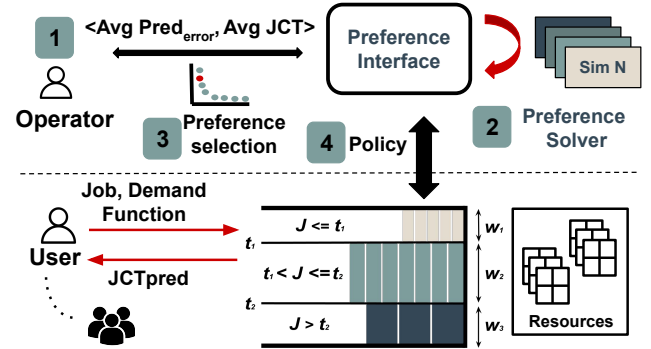 1
<Avg Pred_error, Avg JCT>
Operator
3
Preference
selection
Preference
Interface
Sim N
2
Preference
Solver
4
Policy
Job, Demand
Function
User
JCTpred
t₁
t₂
J <= t₁
t₁ < J <= t₂
J > t₂
W₁
W₂
W₃
Resources